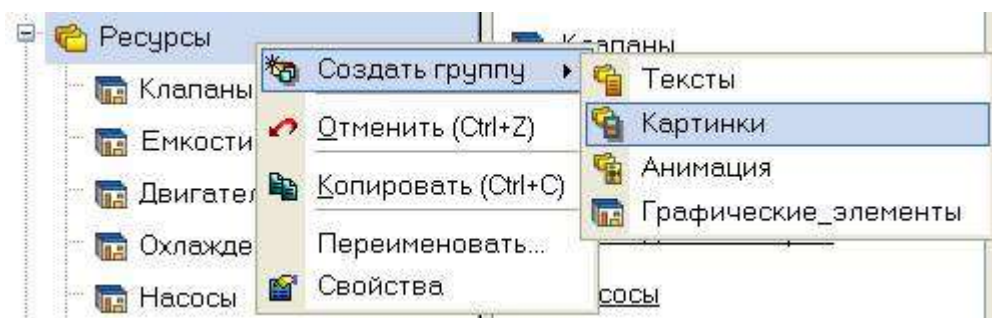 Ресурсы
Клапаны
Емкости
Двигател
Охлажде
Насосы
Создать группу
Отменить (Ctrl+Z)
Копировать (Ctrl+C)
Переименовать...
Свойства
Клапаны
Тексты
Картинки
Анимация
Графические_элементы
сосы